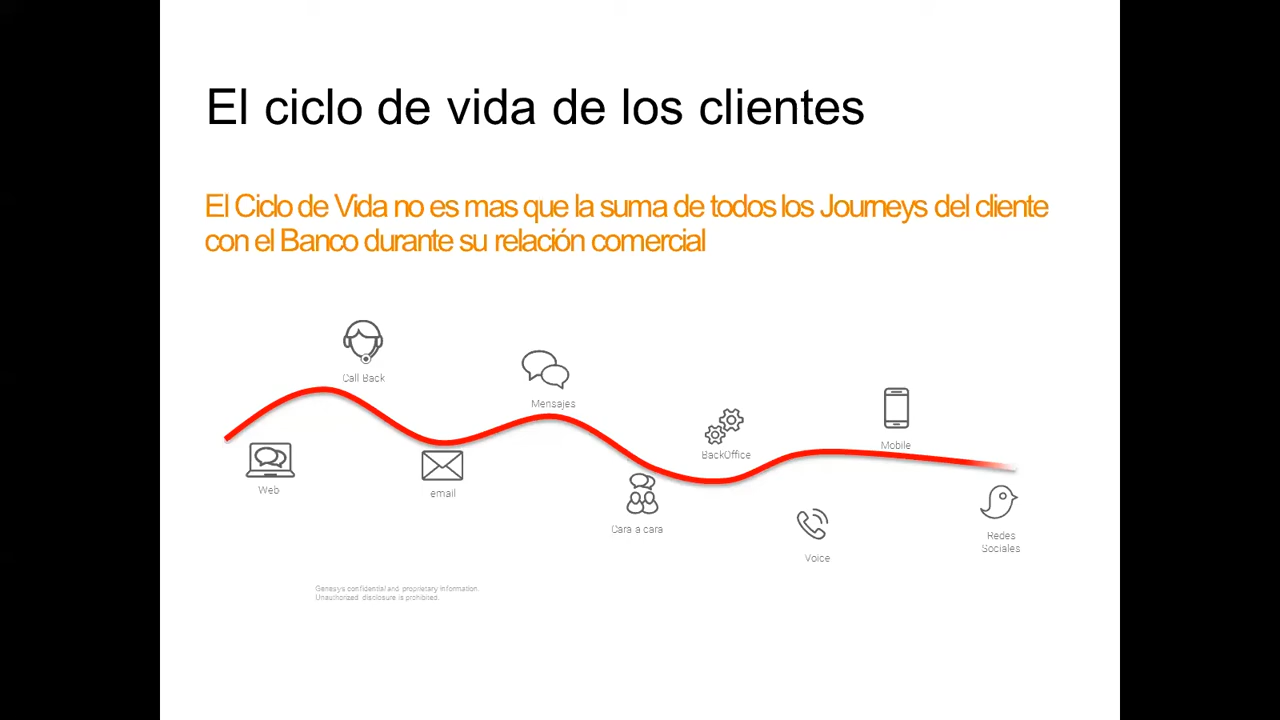 El ciclo de vida de los clientes
El Ciclo de Vida no es mas que la suma de todos los Journeys del cliente
con el Banco durante su relación comercial
Call Back
Mensajes
Mobile
BackOffice
Web
email
Cara a cara
Voice
Redes
Sociales
Genesys confidential and proprietary information.
Unauthorized disclosure is prohibited.